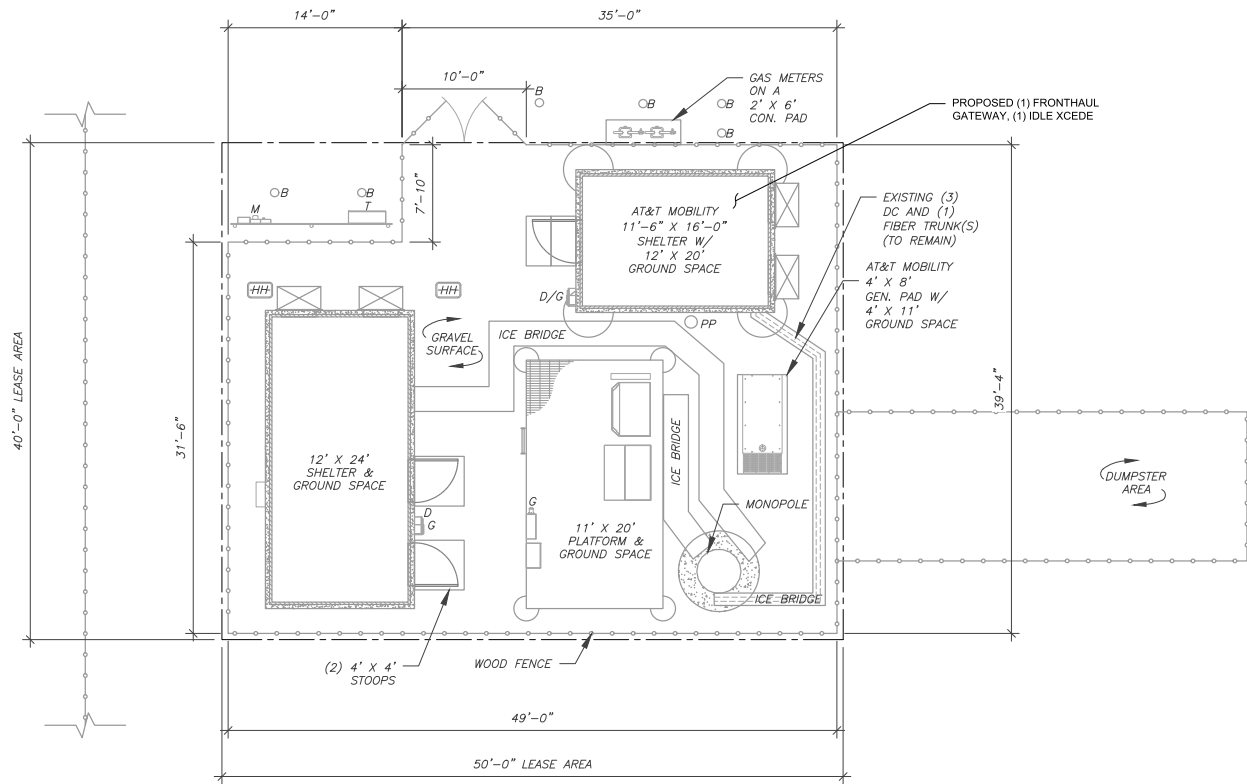 14'-0"
35'-0"
10'-0"
B
B
B
B
GAS METERS
ON A
2' X 6'
CON. PAD
PROPOSED (1) FRONTHAUL
GATEWAY, (1) IDLE XCEDE
7'-10"
B
B
M
T
AT&T MOBILITY
11'-6" X 16'-0"
SHELTER W/
12' X 20'
GROUND SPACE
EXISTING (3)
DC AND (1)
FIBER TRUNK(S)
(TO REMAIN)
AT&T MOBILITY
4' X 8'
GEN. PAD W/
4' X 11'
GROUND SPACE
HH
HH
D/G
PP
GRAVEL
SURFACE
ICE BRIDGE
40'-0" LEASE AREA
31'-6"
39'-4"
12' X 24'
SHELTER &
GROUND SPACE
ICE BRIDGE
DUMPSTER
AREA
MONOPOLE
D
G
G
11' X 20'
PLATFORM &
GROUND SPACE
ICE BRIDGE
(2) 4' X 4'
STOOPS
WOOD FENCE
49'-0"
50'-0" LEASE AREA